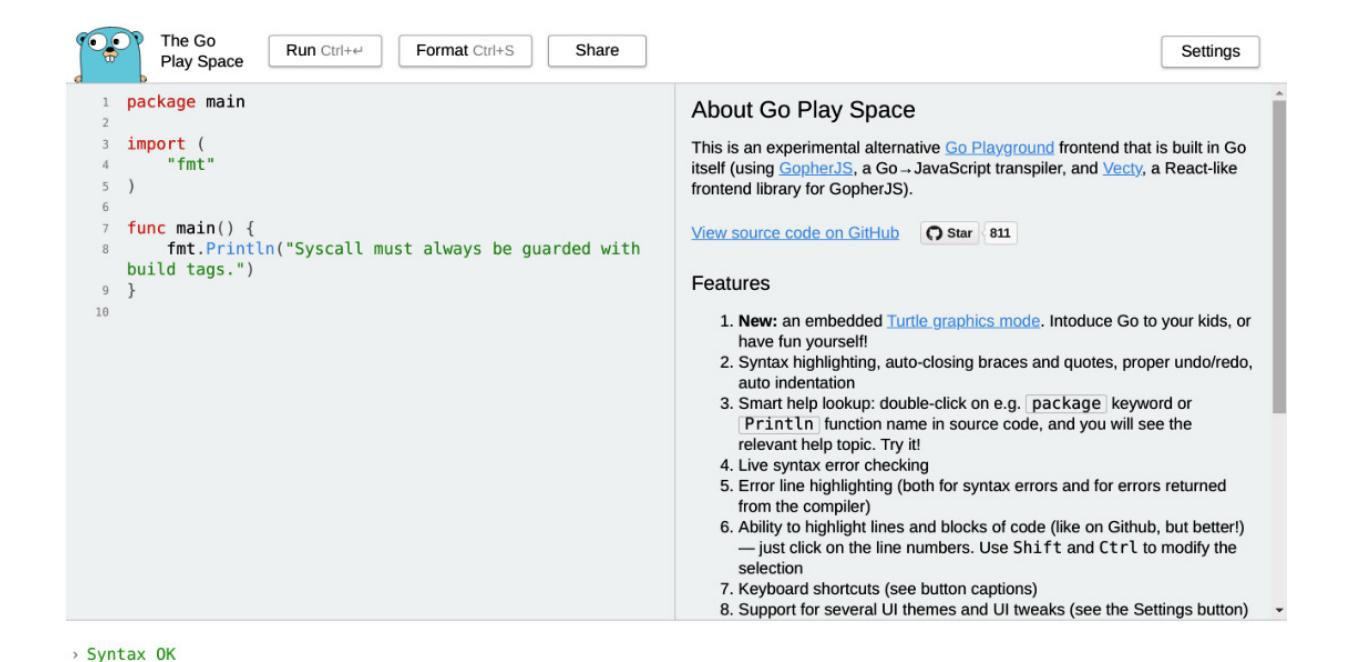 The Go
Play Space
Run Ctrl+↵
Format Ctrl+S
Share
Settings
1 package main
2
3 import (
4 "fmt"
5 )
6
7 func main() {
8 fmt.Println("Syscall must always be guarded with
build tags.")
9 }
10
About Go Play Space
This is an experimental alternative Go Playground frontend that is built in Go
itself (using GopherJS, a Go→JavaScript transpiler, and Vecty, a React-like
frontend library for GopherJS).
View source code on GitHub Star 811
Features
1. New: an embedded Turtle graphics mode. Intoduce Go to your kids, or
have fun yourself!
2. Syntax highlighting, auto-closing braces and quotes, proper undo/redo,
auto indentation
3. Smart help lookup: double-click on e.g. package keyword or
Println function name in source code, and you will see the
relevant help topic. Try it!
4. Live syntax error checking
5. Error line highlighting (both for syntax errors and for errors returned
from the compiler)
6. Ability to highlight lines and blocks of code (like on Github, but better!)
— just click on the line numbers. Use Shift and Ctrl to modify the
selection
7. Keyboard shortcuts (see button captions)
8. Support for several UI themes and UI tweaks (see the Settings button)
› Syntax OK